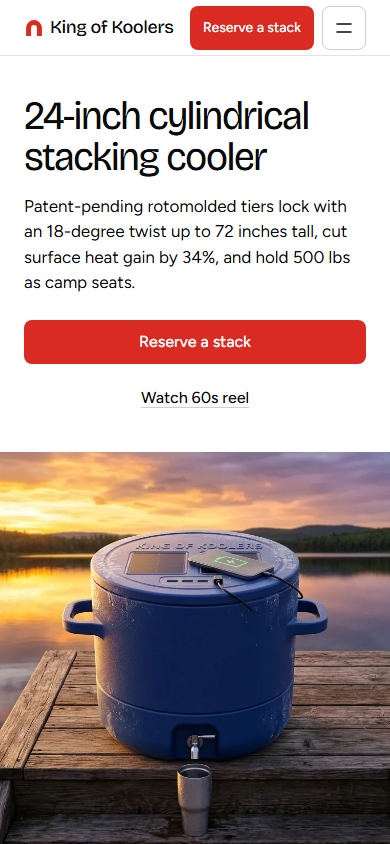 King of Koolers
Reserve a stack
24-inch cylindrical
stacking cooler
Patent-pending rotomolded tiers lock with
an 18-degree twist up to 72 inches tall, cut
surface heat gain by 34%, and hold 500 lbs
as camp seats.
Reserve a stack
Watch 60s reel
KING OF KOOLERS